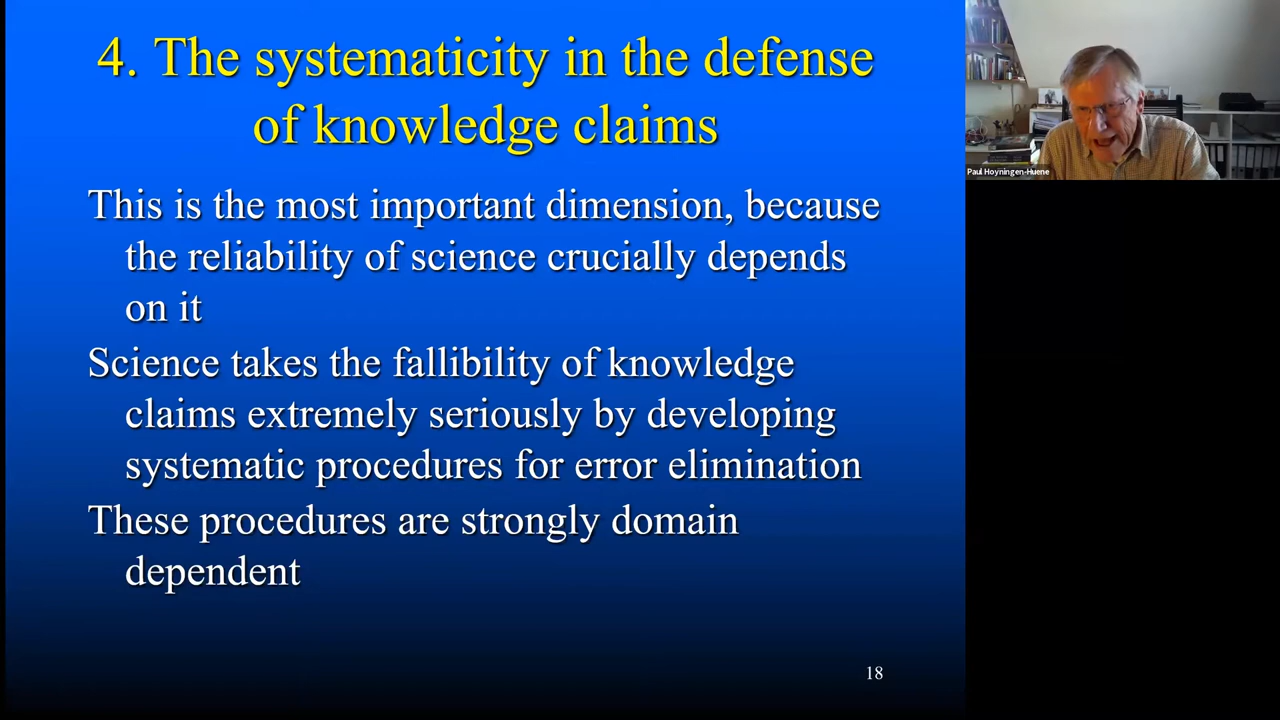 4. The systematicity in the defense
of knowledge claims
This is the most important dimension, because
the reliability of science crucially depends
on it
Science takes the fallibility of knowledge
claims extremely seriously by developing
systematic procedures for error elimination
These procedures are strongly domain
dependent
18
Paul Hoyningen-Huene